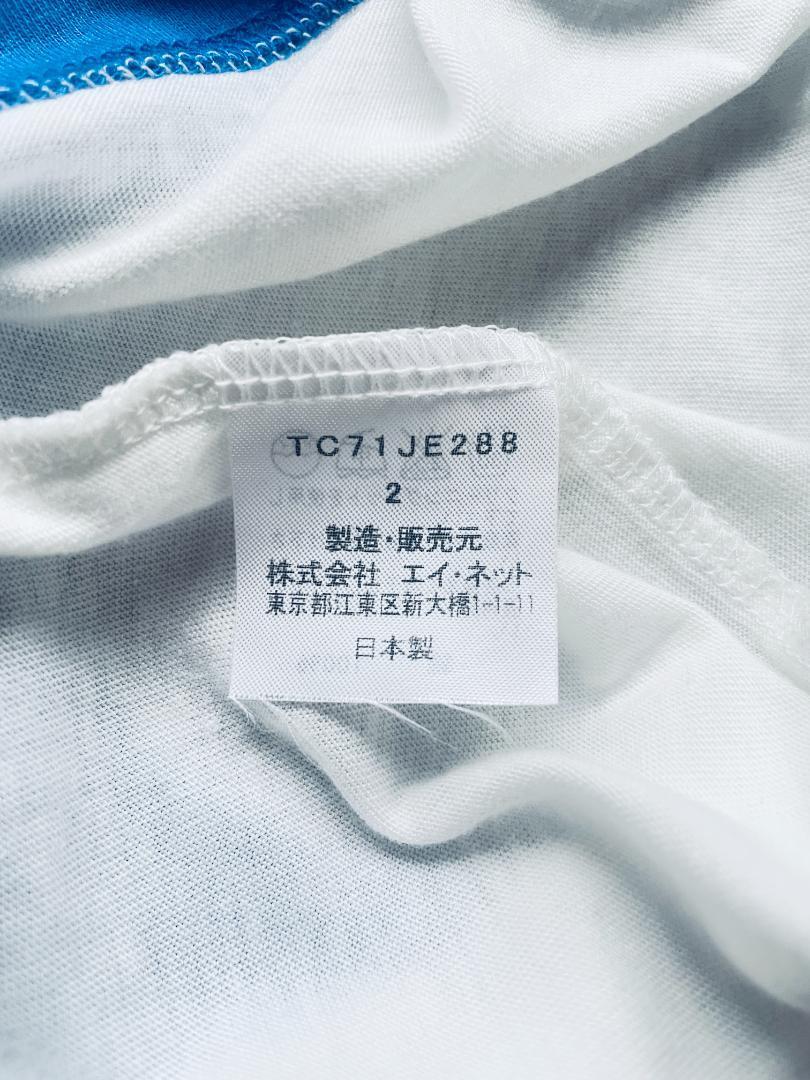 TC71JE288
2
製造・販売元
株式会社 エイ・ネット
東京都江東区新大橋1-1-11
日本製